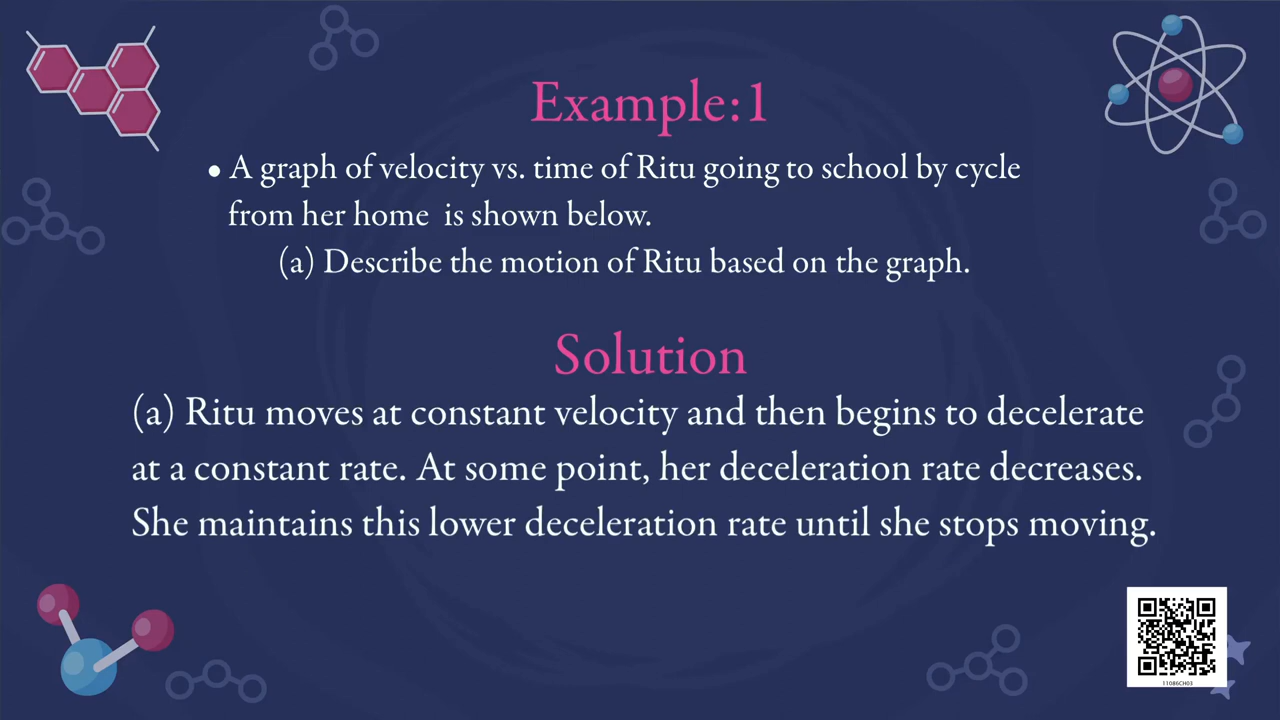 Example:1
• A graph of velocity vs. time of Ritu going to school by cycle
from her home is shown below.
(a) Describe the motion of Ritu based on the graph.
Solution
(a) Ritu moves at constant velocity and then begins to decelerate
at a constant rate. At some point, her deceleration rate decreases.
She maintains this lower deceleration rate until she stops moving.
11086CH03